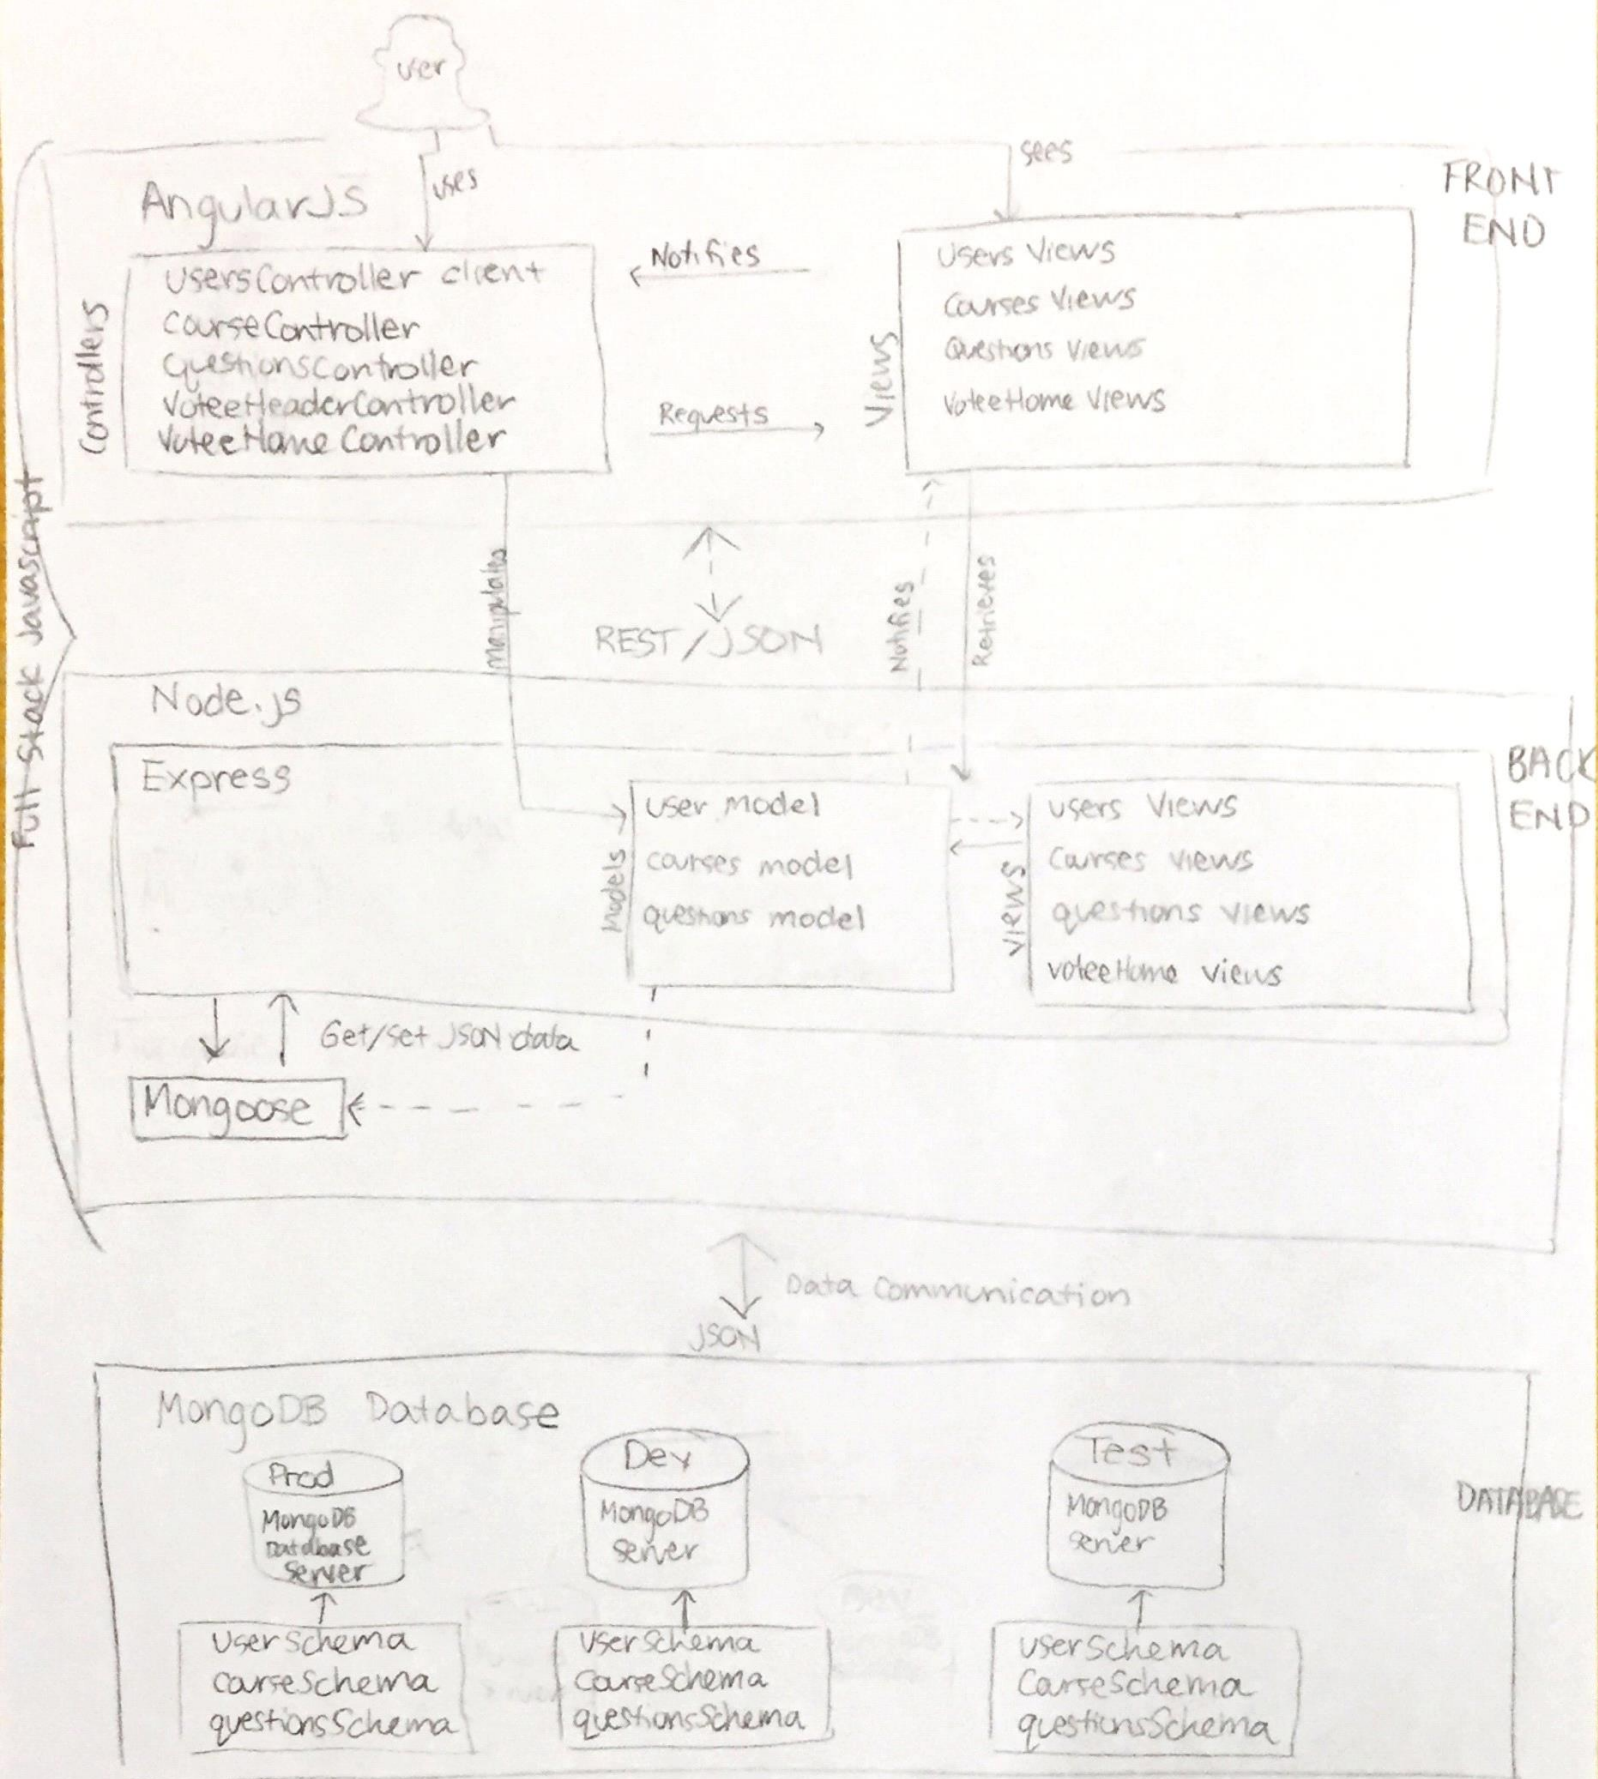 user
uses
sees
FRONT
END
AngularJS
Controllers
UsersController client
CourseController
QuestionsController
VoteeHeaderController
VoteeHomeController
Notifies
Requests
Views
Users Views
Courses Views
Questions Views
VoteeHome Views
Full Stack Javascript
Manipulates
REST/JSON
Notifies
Retrieves
Node.js
BACK
END
Express
Models
user model
courses model
questions model
Views
users Views
Courses views
questions views
voteeHome views
Get/set JSON data
Mongoose
Data Communication
JSON
MongoDB Database
DATABASE
Prod
MongoDB
Database
Server
Dev
MongoDB
Server
Test
MongoDB
server
UserSchema
courseSchema
questionsSchema
UserSchema
CourseSchema
questionsSchema
UserSchema
CourseSchema
questionsSchema